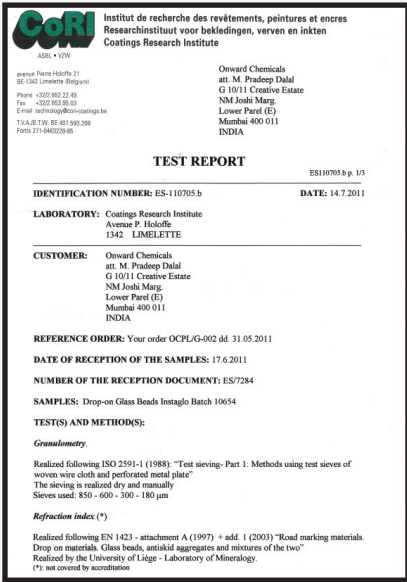 CoRI
ASBL • VZW
Institut de recherche des revêtements, peintures et encres
Researchinstituut voor bekledingen, verven en inkten
Coatings Research Institute
avenue Pierre Holoffe 21
BE-1342 Limelette (Belgium)
Phone +32/2.652.22.49
Fax +32/2.653.95.03
E-mail technology@cori-coatings.be
T.V.A./B.T.W. BE 407.590.208
Fortis 271-0463228-85
Onward Chemicals
att. M. Pradeep Dalal
G 10/11 Creative Estate
NM Joshi Marg.
Lower Parel (E)
Mumbai 400 011
INDIA
TEST REPORT
ES110705.b p. 1/3
IDENTIFICATION NUMBER: ES-110705.b DATE: 14.7.2011
LABORATORY: Coatings Research Institute
Avenue P. Holoffe
1342 LIMELETTE
CUSTOMER: Onward Chemicals
att. M. Pradeep Dalal
G 10/11 Creative Estate
NM Joshi Marg.
Lower Parel (E)
Mumbai 400 011
INDIA
REFERENCE ORDER: Your order OCPL/G-002 dd. 31.05.2011
DATE OF RECEPTION OF THE SAMPLES: 17.6.2011
NUMBER OF THE RECEPTION DOCUMENT: ES/7284
SAMPLES: Drop-on Glass Beads Instaglo Batch 10654
TEST(S) AND METHOD(S):
Granulometry.
Realized following ISO 2591-1 (1988): “Test sieving- Part 1: Methods using test sieves of
woven wire cloth and perforated metal plate”
The sieving is realized dry and manually
Sieves used: 850 - 600 - 300 - 180 µm
Refraction index (*)
Realized following EN 1423 - attachment A (1997) + add. 1 (2003) “Road marking materials.
Drop on materials. Glass beads, antiskid aggregates and mixtures of the two”
Realized by the University of Liège - Laboratory of Mineralogy.
(*): not covered by accreditation